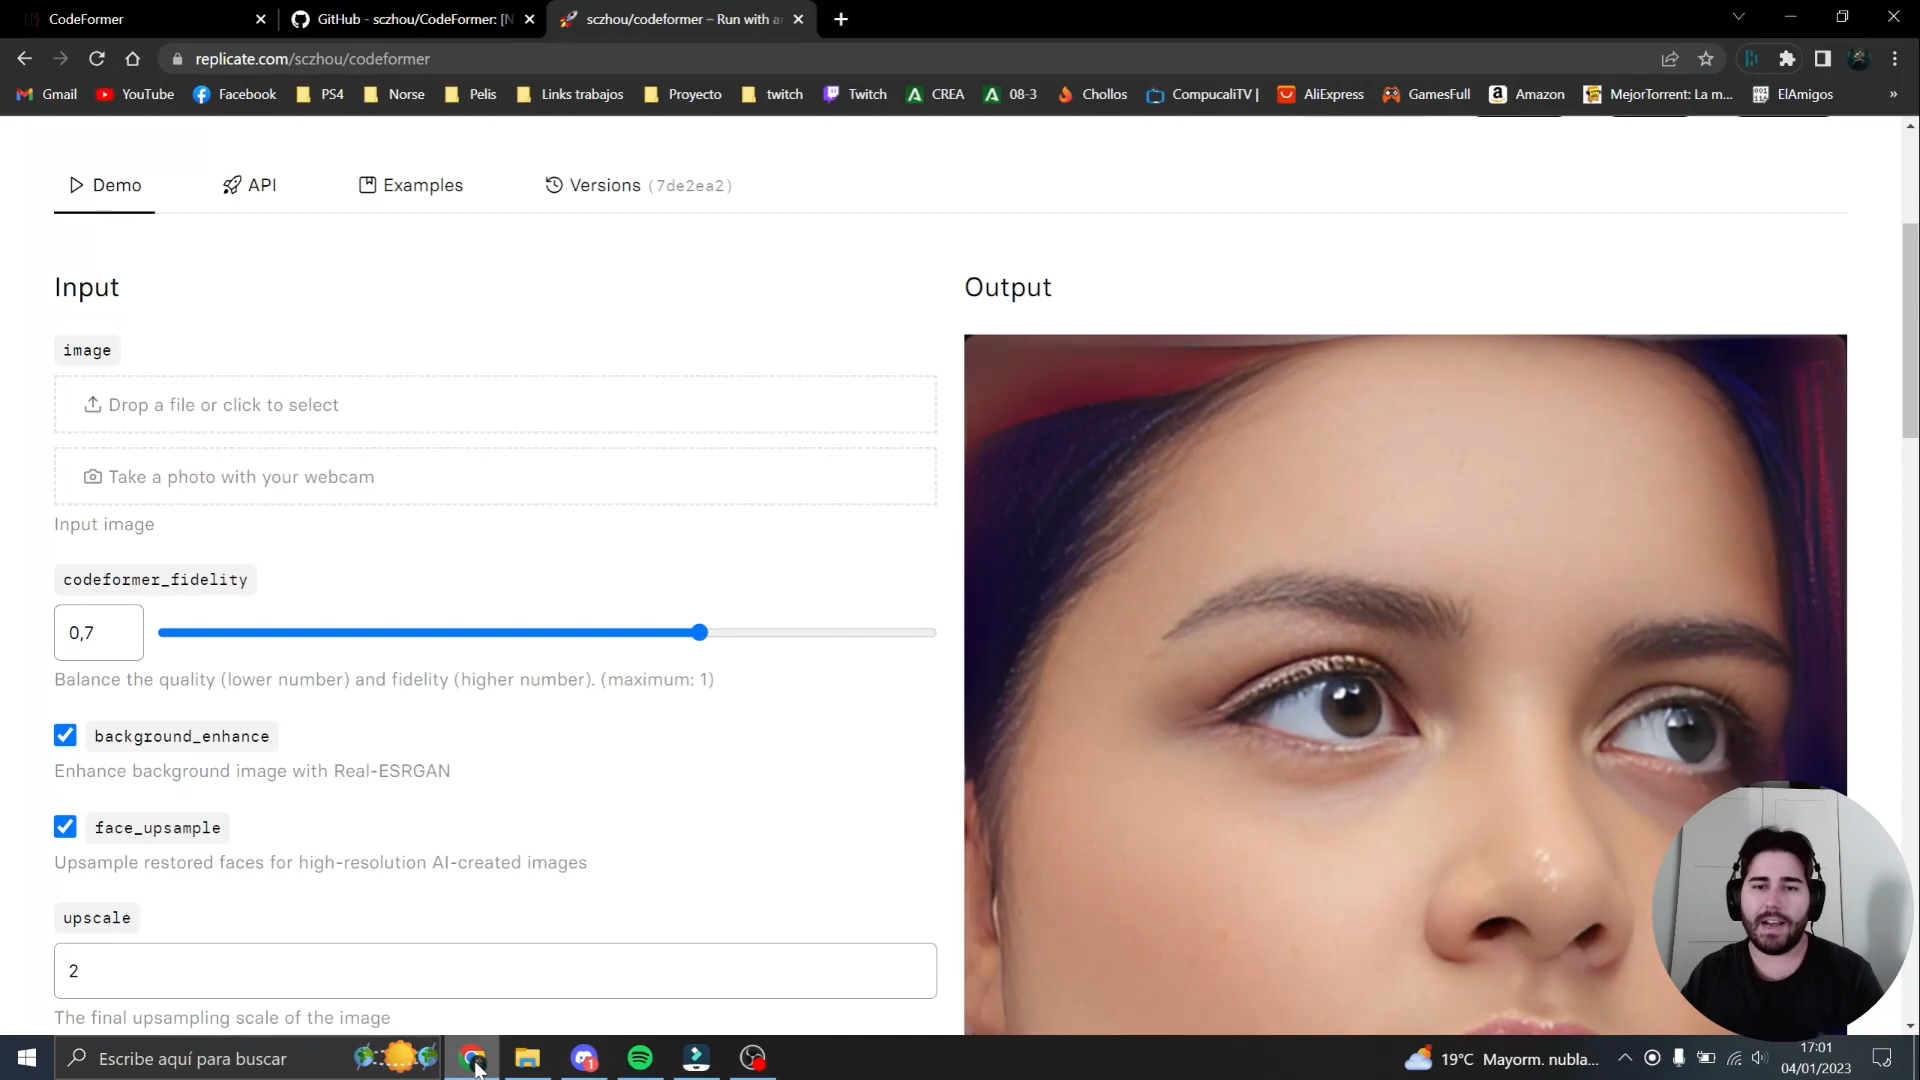 CodeFormer
GitHub - sczhou/CodeFormer: [N
sczhou/codeformer – Run with a
replicate.com/sczhou/codeformer
Gmail YouTube Facebook PS4 Norse Pelis Links trabajos Proyecto twitch Twitch CREA 08-3 Chollos CompucaliTV | AliExpress GamesFull Amazon MejorTorrent: La m... ElAmigos »
Demo API Examples Versions (7de2ea2)
Input
Output
image
Drop a file or click to select
Take a photo with your webcam
Input image
codeformer_fidelity
0,7
Balance the quality (lower number) and fidelity (higher number). (maximum: 1)
background_enhance
Enhance background image with Real-ESRGAN
face_upsample
Upsample restored faces for high-resolution AI-created images
upscale
2
The final upsampling scale of the image
Escribe aquí para buscar
1
19°C Mayorm. nubla...
17:01
04/01/2023